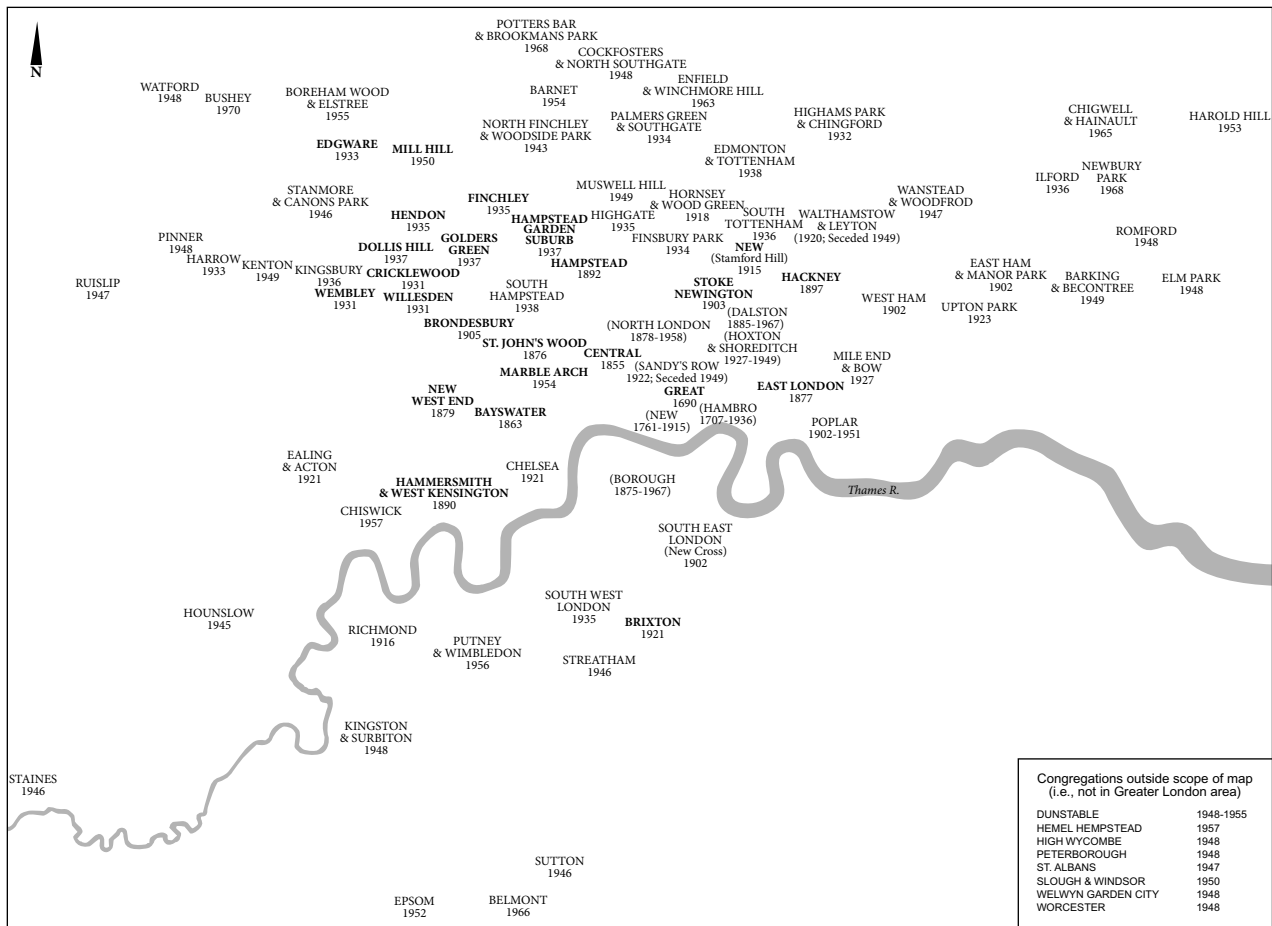 N
POTTERS BAR
& BROOKMANS PARK
1968
COCKFOSTERS
& NORTH SOUTHGATE
1948
ENFIELD
& WINCHMORE HILL
1963
WATFORD
1948
BUSHEY
1970
BOREHAM WOOD
& ELSTREE
1955
BARNET
1954
NORTH FINCHLEY
& WOODSIDE PARK
1943
PALMERS GREEN
& SOUTHGATE
1934
HIGHAMS PARK
& CHINGFORD
1932
CHIGWELL
& HAINAULT
1965
HAROLD HILL
1953
EDGWARE
1933
MILL HILL
1950
EDMONTON
& TOTTENHAM
1938
ILFORD
1936
NEWBURY
PARK
1968
STANMORE
& CANONS PARK
1946
FINCHLEY
1935
MUSWELL HILL
1949
HORNSEY
& WOOD GREEN
1918
WANSTEAD
& WOODFROD
1947
HENDON
1935
HAMPSTEAD
GARDEN
SUBURB
1937
HIGHGATE
1935
SOUTH
TOTTENHAM
1936
WALTHAMSTOW
& LEYTON
(1920; Seceded 1949)
PINNER
1948
HARROW
1933
KENTON
1949
KINGSBURY
1936
DOLLIS HILL
1937
GOLDERS
GREEN
1937
FINSBURY PARK
1934
NEW
(Stamford Hill)
1915
ROMFORD
1948
RUISLIP
1947
WEMBLEY
1931
CRICKLEWOOD
1931
WILLESDEN
1931
HAMPSTEAD
1892
SOUTH
HAMPSTEAD
1938
STOKE
NEWINGTON
1903
HACKNEY
1897
WEST HAM
1902
EAST HAM
& MANOR PARK
1902
UPTON PARK
1923
BARKING
& BECONTREE
1949
ELM PARK
1948
BRONDESBURY
1905
(NORTH LONDON
1878-1958)
(DALSTON
1885-1967)
(HOXTON
& SHOREDITCH
1927-1949)
ST. JOHN'S WOOD
1876
CENTRAL
1855
(SANDY'S ROW
1922; Seceded 1949)
MILE END
& BOW
1927
MARBLE ARCH
1954
GREAT
1690
EAST LONDON
1877
NEW
WEST END
1879
BAYSWATER
1863
(NEW
1761-1915)
(HAMBRO
1707-1936)
POPLAR
1902-1951
EALING
& ACTON
1921
CHELSEA
1921
HAMMERSMITH
& WEST KENSINGTON
1890
(BOROUGH
1875-1967)
Thames R.
CHISWICK
1957
SOUTH EAST
LONDON
(New Cross)
1902
HOUNSLOW
1945
RICHMOND
1916
PUTNEY
& WIMBLEDON
1956
SOUTH WEST
LONDON
1935
BRIXTON
1921
STREATHAM
1946
KINGSTON
& SURBITON
1948
STAINES
1946
SUTTON
1946
EPSOM
1952
BELMONT
1966
Congregations outside scope of map
(i.e., not in Greater London area)
DUNSTABLE 1948-1955
HEMEL HEMPSTEAD 1957
HIGH WYCOMBE 1948
PETERBOROUGH 1948
ST. ALBANS 1947
SLOUGH & WINDSOR 1950
WELWYN GARDEN CITY 1948
WORCESTER 1948